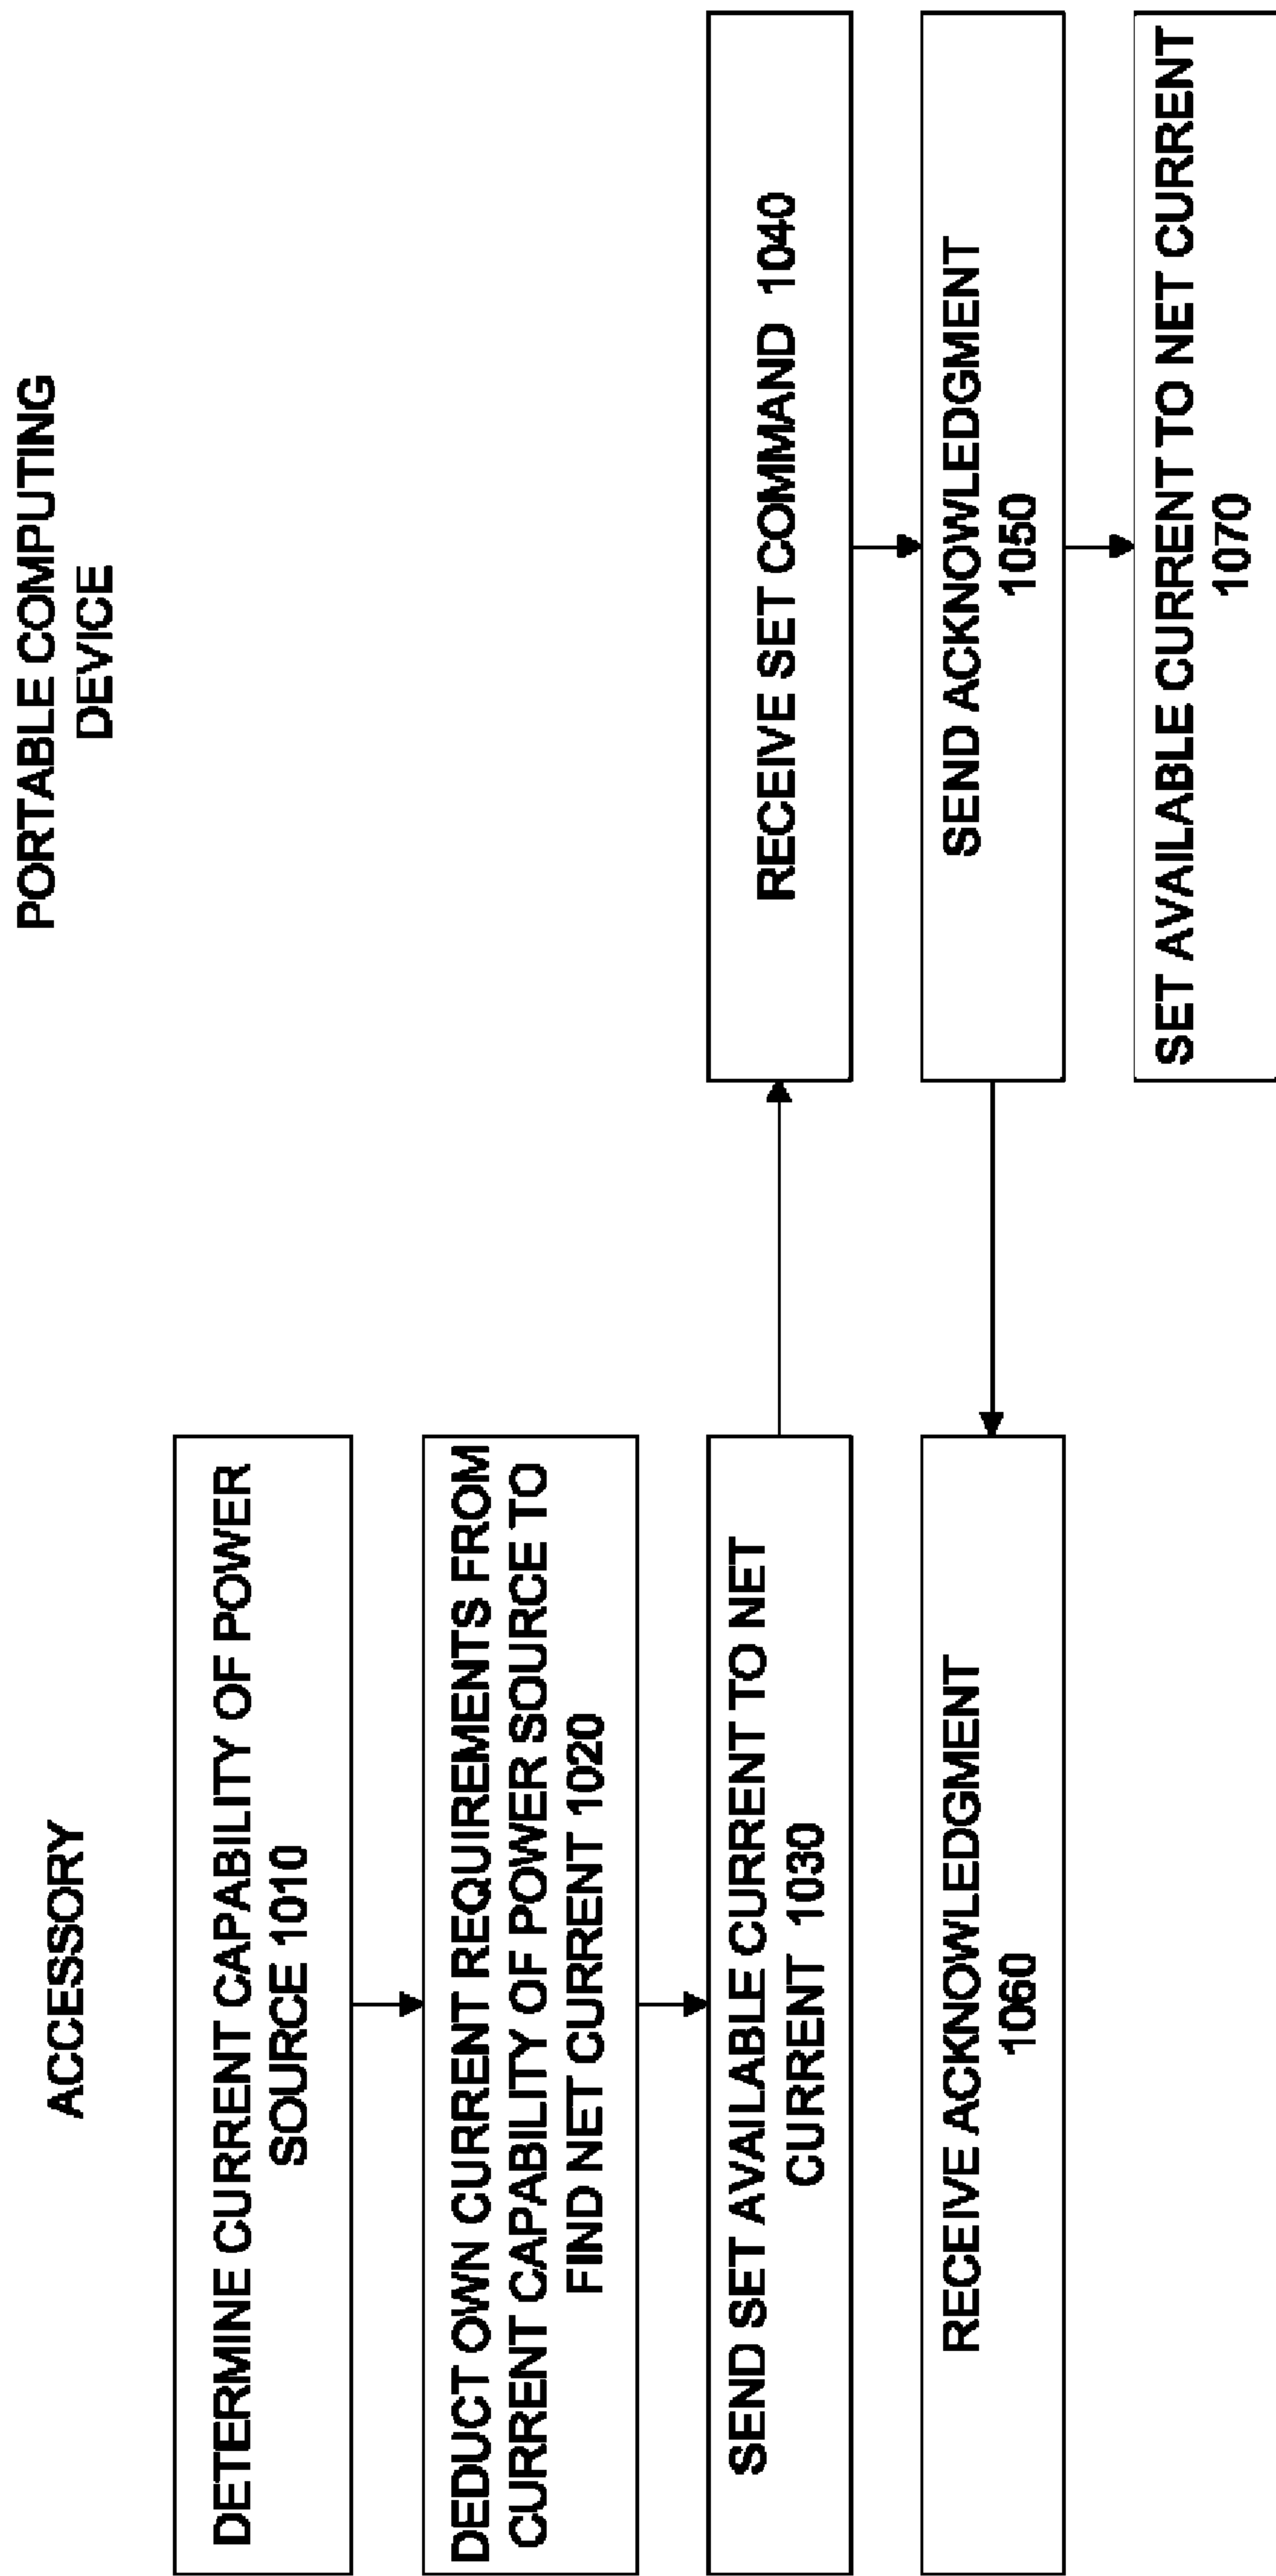 ACCESSORY
PORTABLE COMPUTING
DEVICE
DETERMINE CURRENT CAPABILITY OF POWER
SOURCE 1010
DEDUCT OWN CURRENT REQUIREMENTS FROM
CURRENT CAPABILITY OF POWER SOURCE TO
FIND NET CURRENT 1020
SEND SET AVAILABLE CURRENT TO NET
CURRENT 1030
RECEIVE SET COMMAND 1040
SEND ACKNOWLEDGMENT
1050
RECEIVE ACKNOWLEDGMENT
1060
SET AVAILABLE CURRENT TO NET CURRENT
1070